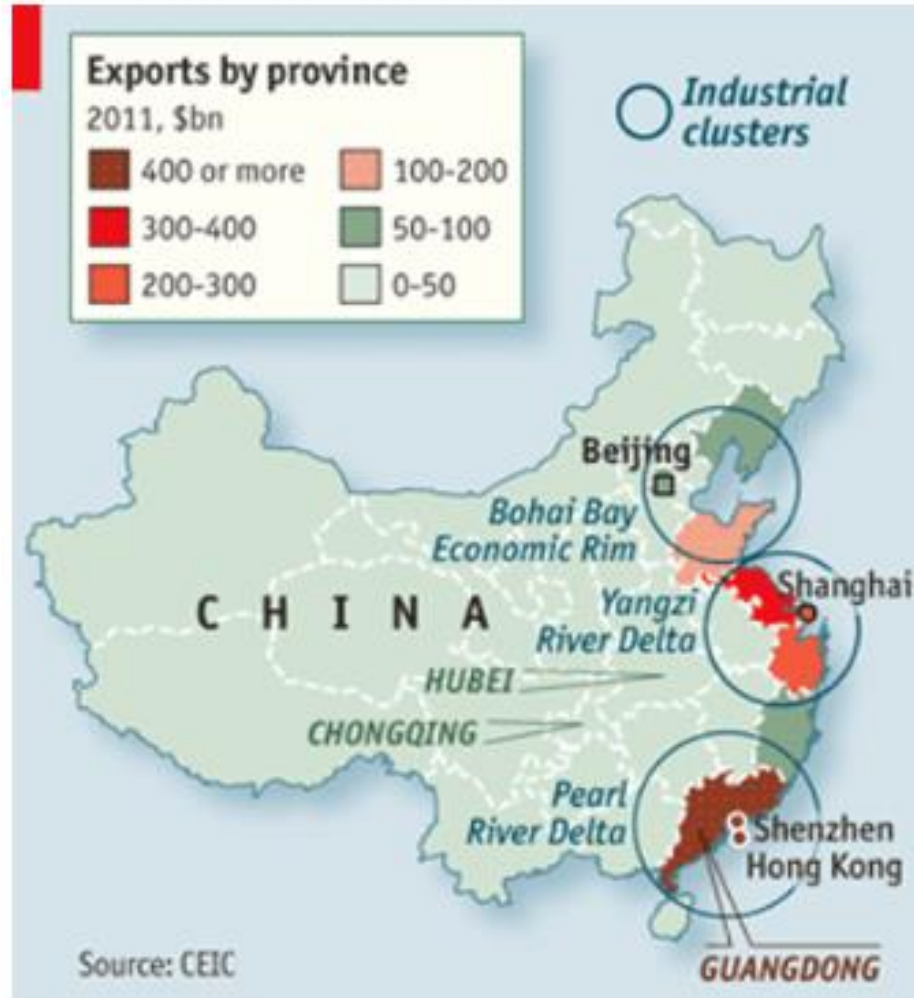 Exports by province
2011, $bn
400 or more
300-400
200-300
100-200
50-100
0-50
Industrial
clusters
Beijing
Bohai Bay
Economic Rim
CHINA
Shanghai
Yangzi
River Delta
HUBEI
CHONGQING
Pearl
River Delta
Shenzhen
Hong Kong
GUANGDONG
Source: CEIC